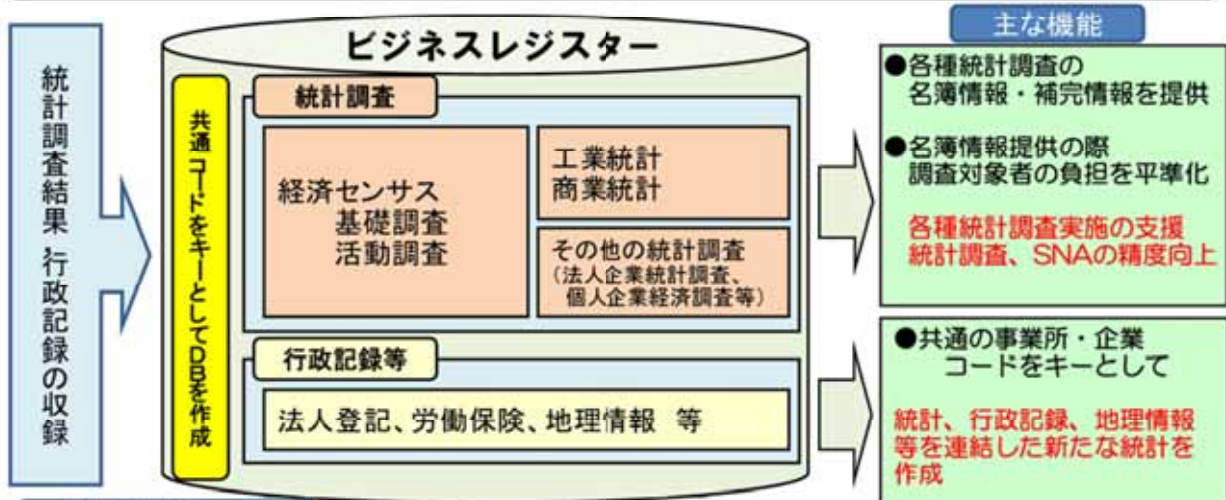 統計調査結果、行政記録の収録
ビジネスレジスター
共通コードをキーとしてDBを作成
統計調査
経済センサス
基礎調査
活動調査
工業統計
商業統計
その他の統計調査
（法人企業統計調査、
個人企業経済調査等）
行政記録等
法人登記、労働保険、地理情報 等
主な機能
●各種統計調査の
名簿情報・補完情報を提供
●名簿情報提供の際
調査対象者の負担を平準化
各種統計調査実施の支援
統計調査、SNAの精度向上
●共通の事業所・企業
コードをキーとして
統計、行政記録、地理情報
等を連結した新たな統計を
作成